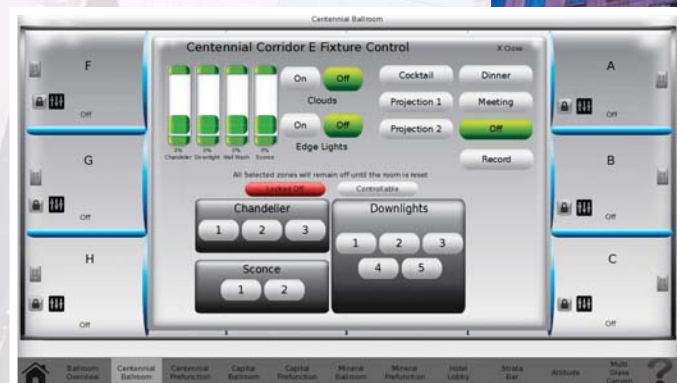 Centennial Ballroom
Centennial Corridor E Fixture Control
X Close
F
Off
G
Off
H
Off
On
Off
Clouds
On
Off
Edge Lights
0%
0%
0%
0%
Chandelier
Downlight
Wall Wash
Sconce
Cocktail
Dinner
Projection 1
Meeting
Projection 2
Off
Record
All Selected zones will remain off until the room is reset
Locked Off
Controllable
Chandelier
1 2 3
Sconce
1 2
Downlights
1 2 3
4 5
A
Off
B
Off
C
Off
Ballroom Overview
Centennial Ballroom
Centennial Prefunction
Capital Ballroom
Capital Prefunction
Mineral Ballroom
Mineral Prefunction
Hotel Lobby
Strata Bar
Altitude
Multi Glass
?